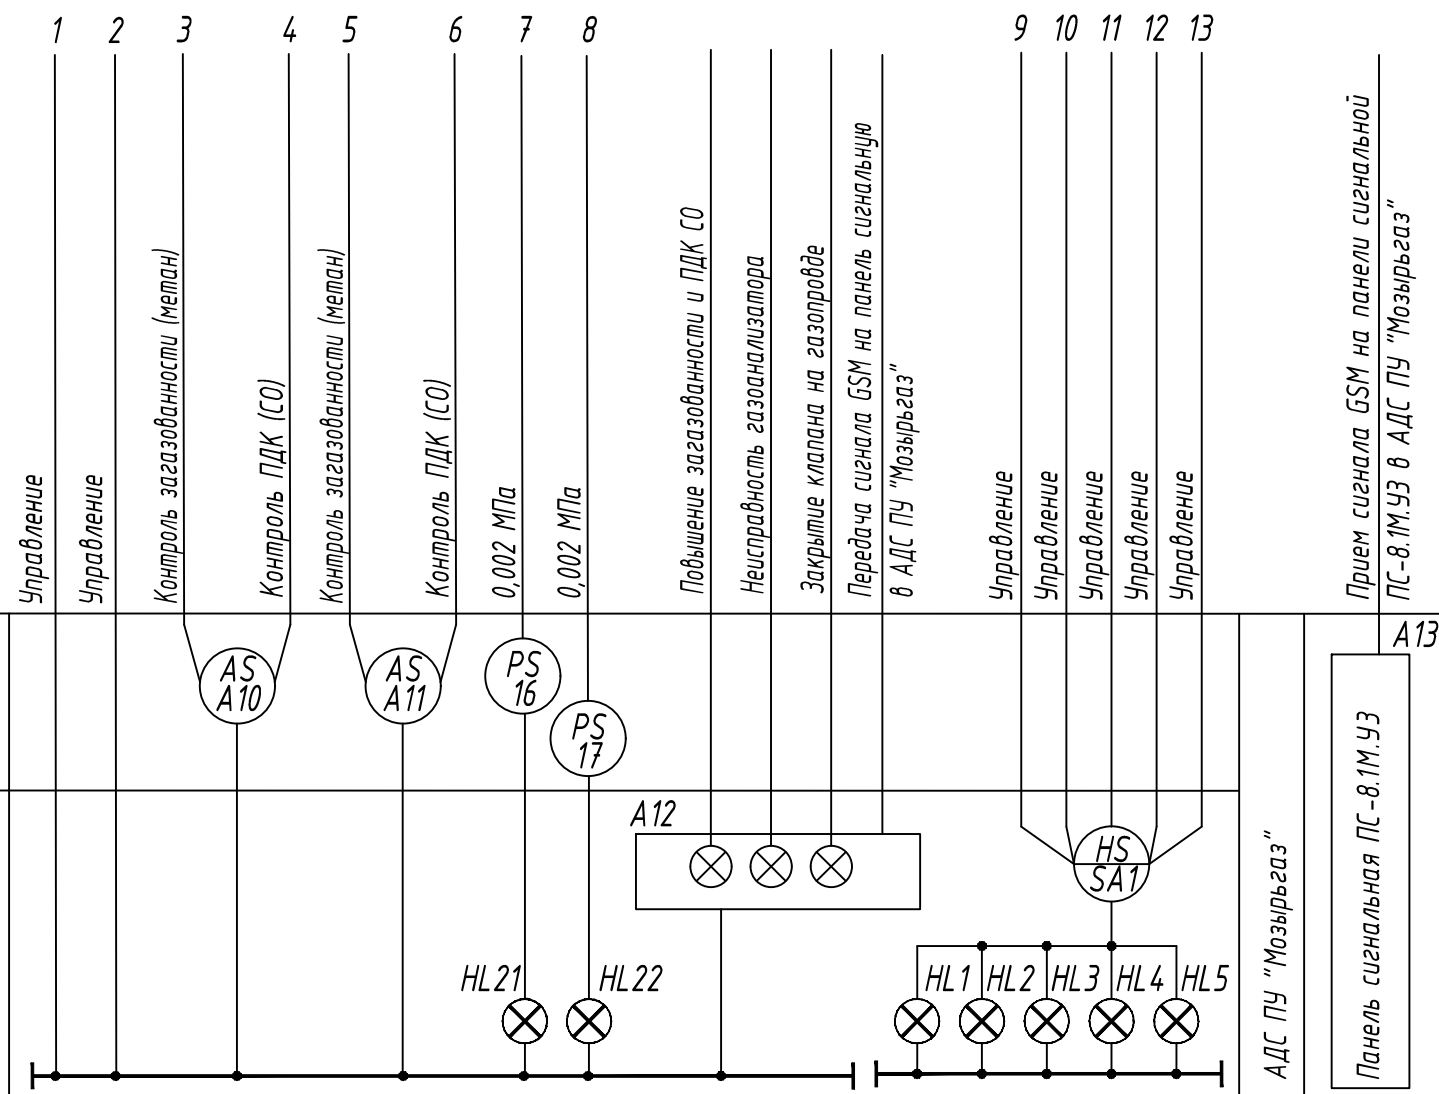 1
2
3
4
5
6
7
8
9
10
11
12
13
Управление
Управление
Контроль загазованности (метан)
Контроль ПДК (СО)
Контроль загазованности (метан)
Контроль ПДК (СО)
0,002 МПа
0,002 МПа
Повышение загазованности и ПДК СО
Неисправность газоанализатора
Закрытие клапана на газопровде
Передача сигнала GSM на панель сигнальную
в АДС ПУ "Мозырьгаз"
Управление
Управление
Управление
Управление
Управление
Прием сигнала GSM на панели сигнальной
ПС-8.1М.УЗ в АДС ПУ "Мозырьгаз"
AS
A10
AS
A11
PS
16
PS
17
A12
HS
SA1
A13
HL21
HL22
HL1
HL2
HL3
HL4
HL5
АДС ПУ "Мозырьгаз"
Панель сигнальная ПС-8.1М.УЗ